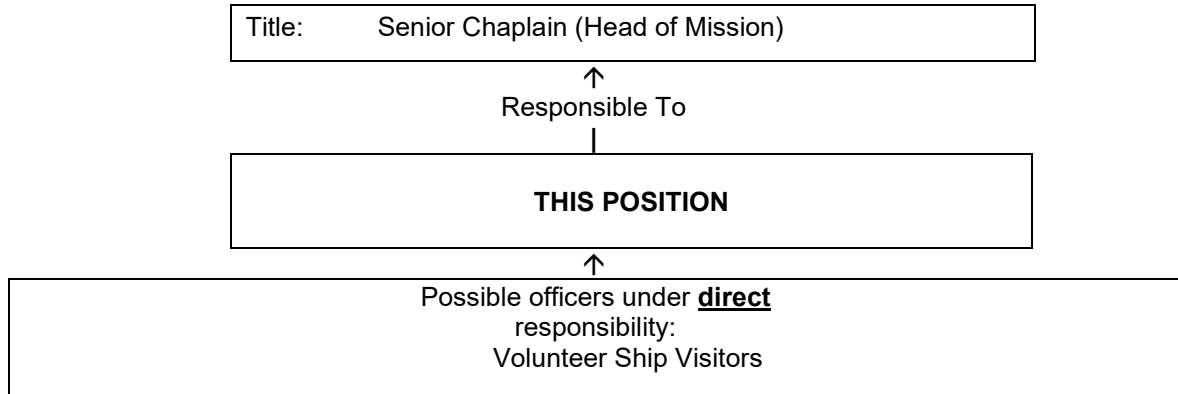 Title: Senior Chaplain (Head of Mission)
Responsible To
THIS POSITION
Possible officers under direct
responsibility:
Volunteer Ship Visitors